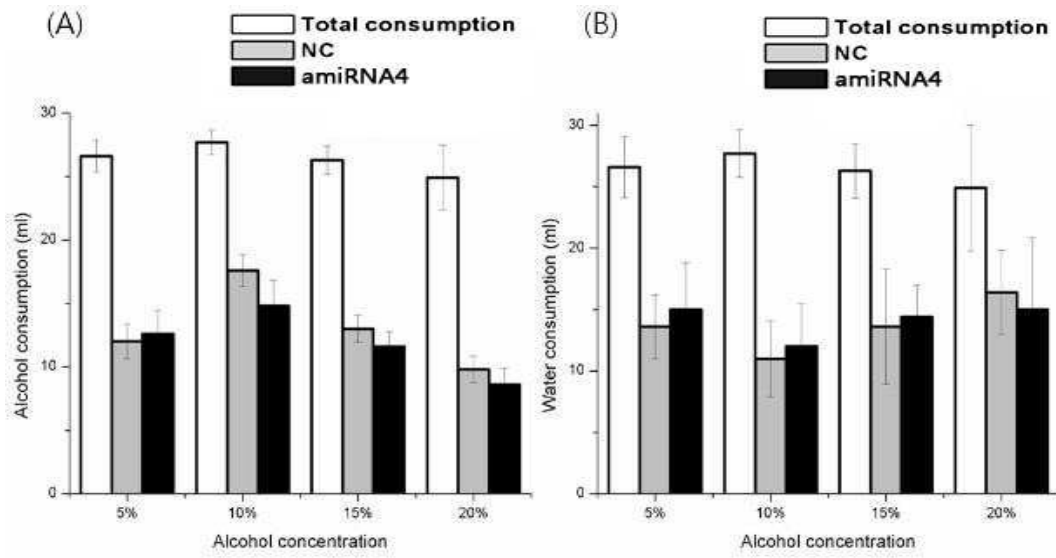 (A)
Total consumption
NC
amiRNA4
30
20
10
0
Alcohol consumption (ml)
5% 10% 15% 20%
Alcohol concentration
(B)
Total consumption
NC
amiRNA4
30
20
10
0
Water consumption (ml)
5% 10% 15% 20%
Alcohol concentration